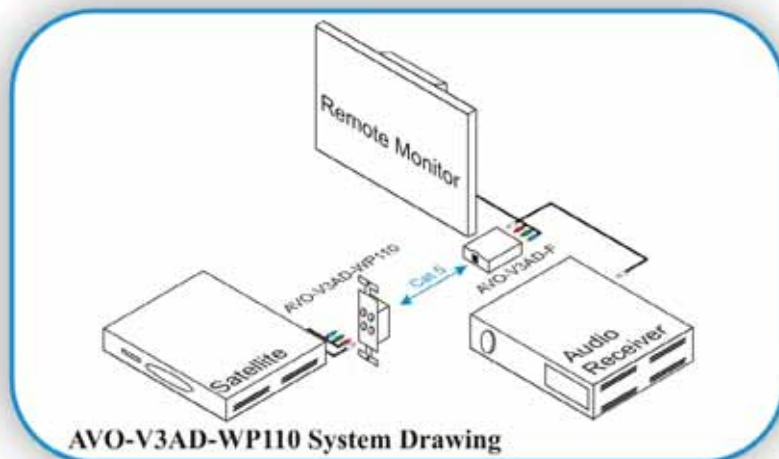 Remote Monitor
AVO-V3AD-WP110
Cat 5
AVO-V3AD-F
Satellite
Audio
Receiver
AVO-V3AD-WP110 System Drawing